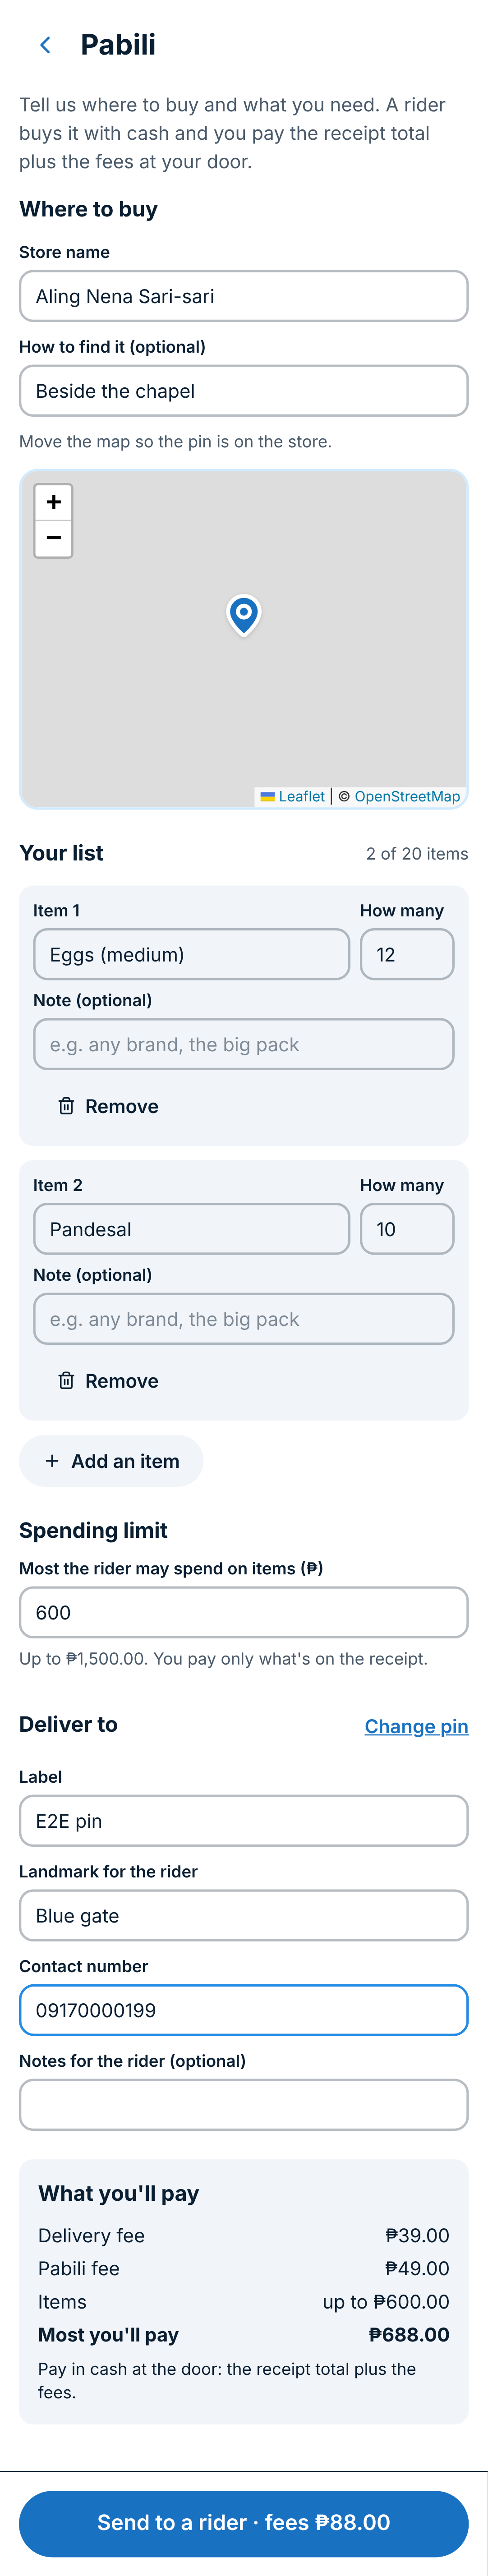 Pabili
Tell us where to buy and what you need. A rider
buys it with cash and you pay the receipt total
plus the fees at your door.
Where to buy
Store name
Aling Nena Sari-sari
How to find it (optional)
Beside the chapel
Move the map so the pin is on the store.
+
−
Leaflet | © OpenStreetMap
Your list 2 of 20 items
Item 1 How many
Eggs (medium) 12
Note (optional)
e.g. any brand, the big pack
Remove
Item 2 How many
Pandesal 10
Note (optional)
e.g. any brand, the big pack
Remove
+ Add an item
Spending limit
Most the rider may spend on items (₱)
600
Up to ₱1,500.00. You pay only what's on the receipt.
Deliver to Change pin
Label
E2E pin
Landmark for the rider
Blue gate
Contact number
09170000199
Notes for the rider (optional)
What you'll pay
Delivery fee ₱39.00
Pabili fee ₱49.00
Items up to ₱600.00
Most you'll pay ₱688.00
Pay in cash at the door: the receipt total plus the
fees.
Send to a rider · fees ₱88.00